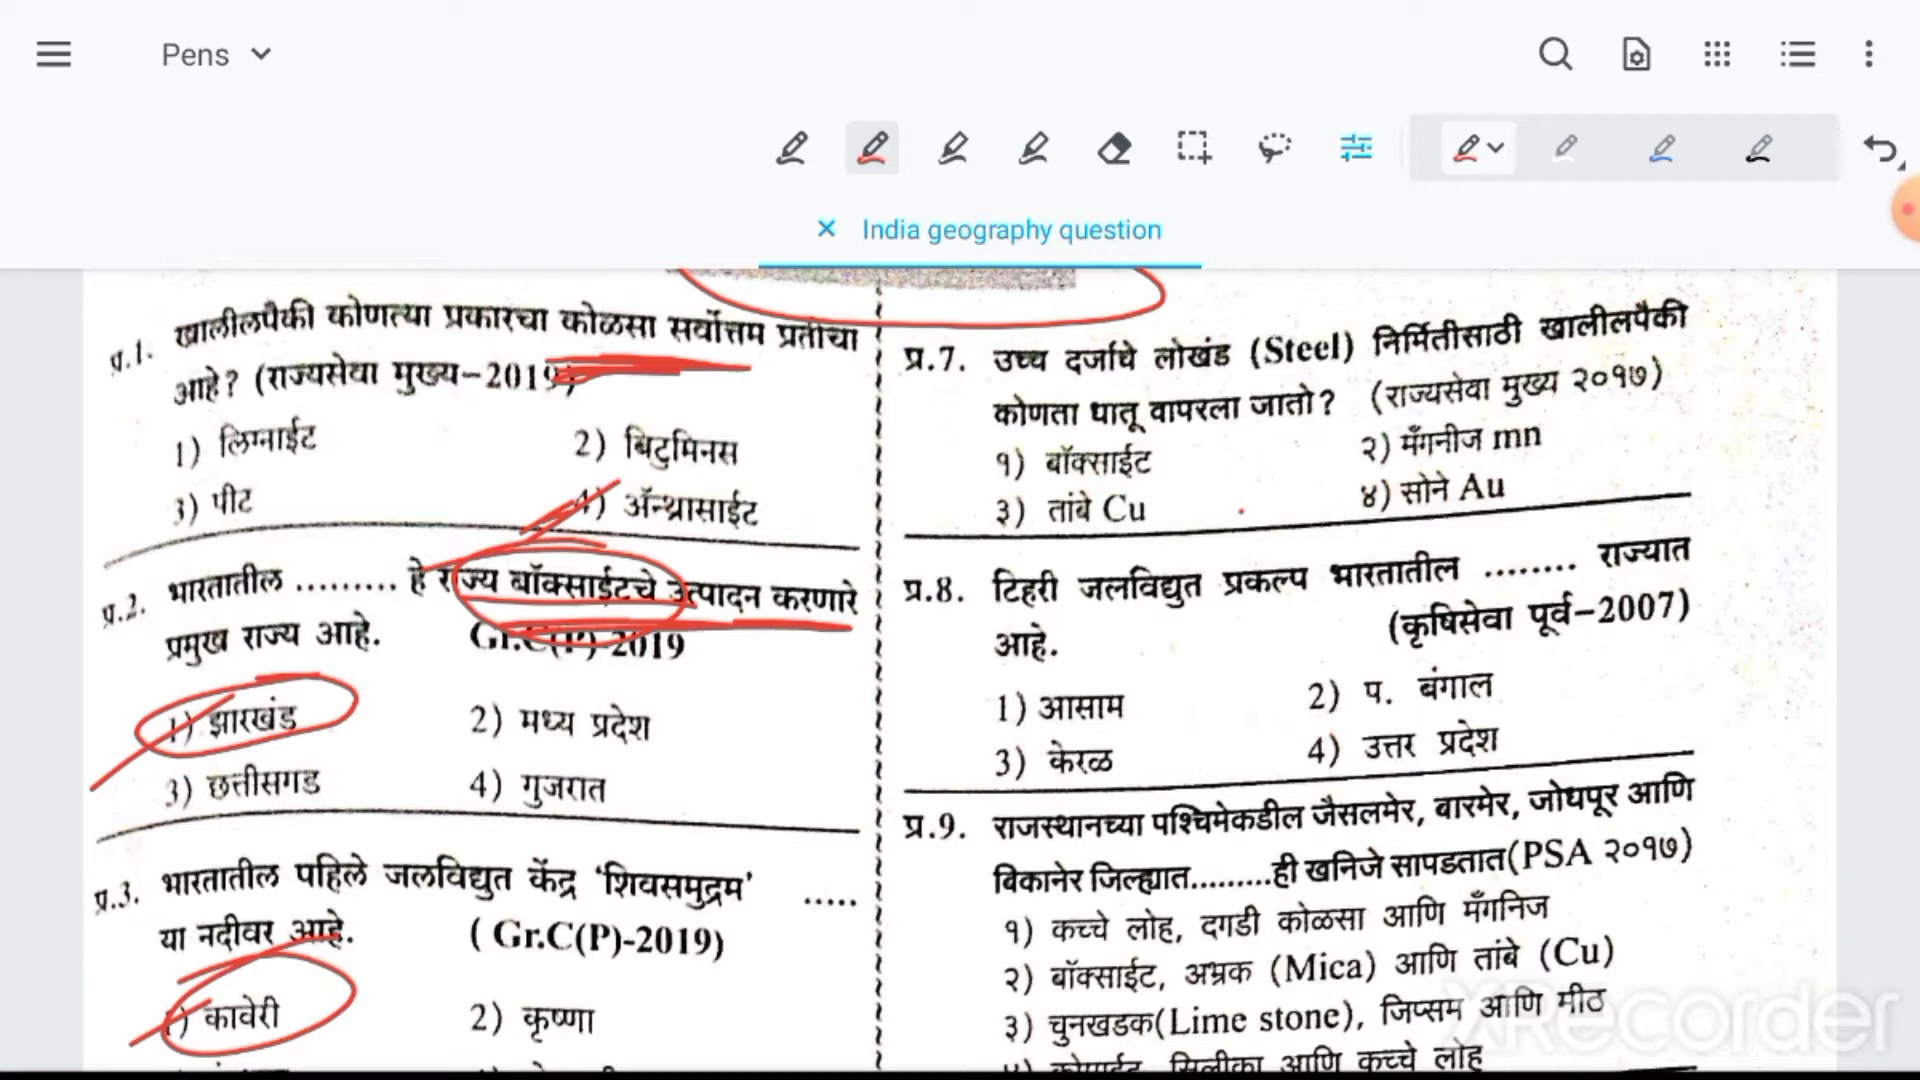 Pens
India geography question
प्र.1. खालीलपैकी कोणत्या प्रकारचा कोळसा सर्वोत्तम प्रतीचा
आहे? (राज्यसेवा मुख्य-2019)
1) लिग्नाईट 2) बिटुमिनस
3) पीट 4) ॲन्थ्रासाईट
प्र.2. भारतातील ......... हे राज्य बॉक्साईटचे उत्पादन करणारे
प्रमुख राज्य आहे. Gr.C(P)-2019
1) झारखंड 2) मध्य प्रदेश
3) छत्तीसगड 4) गुजरात
प्र.3. भारतातील पहिले जलविद्युत केंद्र 'शिवसमुद्रम' .....
या नदीवर आहे. ( Gr.C(P)-2019)
1) कावेरी 2) कृष्णा
प्र.7. उच्च दर्जाचे लोखंड (Steel) निर्मितीसाठी खालीलपैकी
कोणता धातू वापरला जातो? (राज्यसेवा मुख्य २०१७)
१) बॉक्साईट २) मँगनीज mn
३) तांबे Cu ४) सोने Au
प्र.8. टिहरी जलविद्युत प्रकल्प भारतातील ........ राज्यात
आहे. (कृषिसेवा पूर्व-2007)
1) आसाम 2) प. बंगाल
3) केरळ 4) उत्तर प्रदेश
प्र.9. राजस्थानच्या पश्चिमेकडील जैसलमेर, बारमेर, जोधपूर आणि
बिकानेर जिल्ह्यात.........ही खनिजे सापडतात(PSA २०१७)
१) कच्चे लोह, दगडी कोळसा आणि मँगनिज
२) बॉक्साईट, अभ्रक (Mica) आणि तांबे (Cu)
३) चुनखडक(Lime stone), जिप्सम आणि मीठ
सिलीका आणि कच्चे लोह
XRecorder